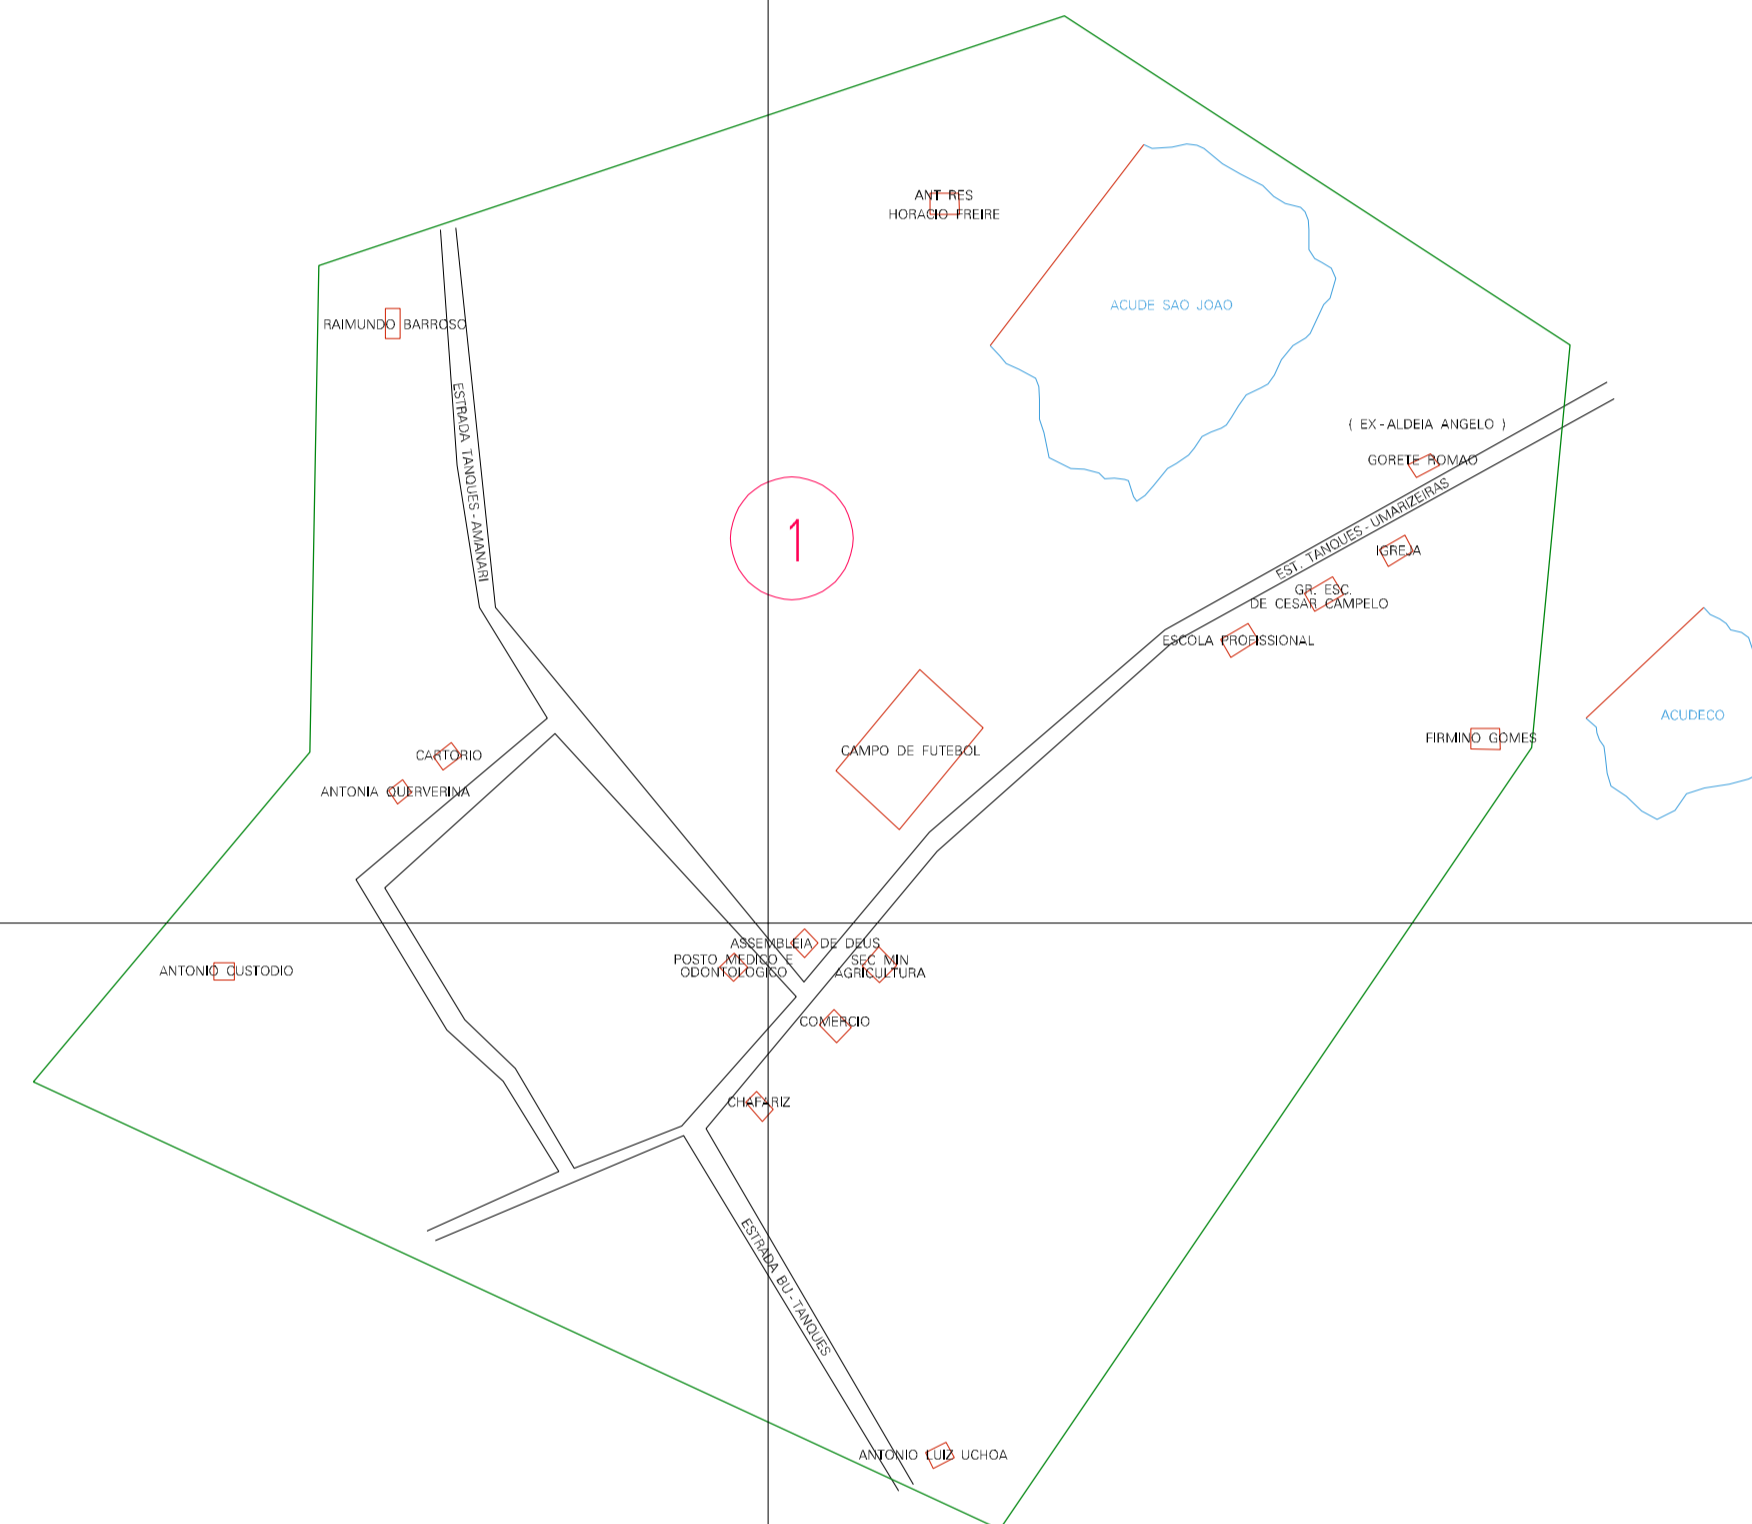 ANT RES
HORACIO FREIRE
ACUDE SAO JOAO
RAIMUNDO BARROSO
ESTRADA TANQUES - AMANARI
( EX - ALDEIA ANGELO )
GORETE ROMAO
EST. TANQUES - UMARIZEIRAS
1
IGREJA
GR. ESC.
DE CESAR CAMPELO
ESCOLA PROFISSIONAL
ACUDECO
FIRMINO GOMES
CAMPO DE FUTEBOL
CARTORIO
ANTONIA QUERVERINA
ASSEMBLEIA DE DEUS
POSTO MEDICO E
ODONTOLOGICO
SEC MIN
AGRICULTURA
ANTONIO CUSTODIO
COMERCIO
CHAFARIZ
ESTRADA BU - TANQUES
ANTONIO LUIZ UCHOA